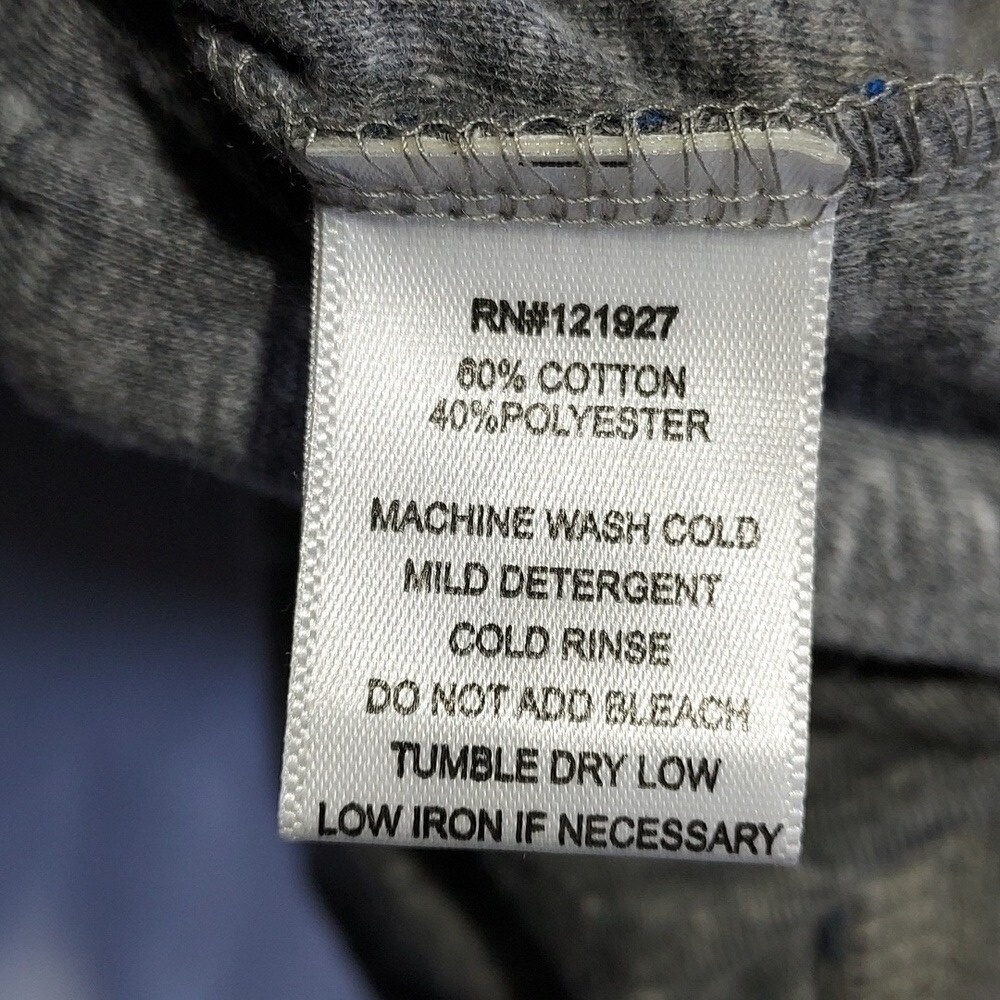 RN#121927
60% COTTON
40%POLYESTER
MACHINE WASH COLD
MILD DETERGENT
COLD RINSE
DO NOT ADD BLEACH
TUMBLE DRY LOW
LOW IRON IF NECESSARY